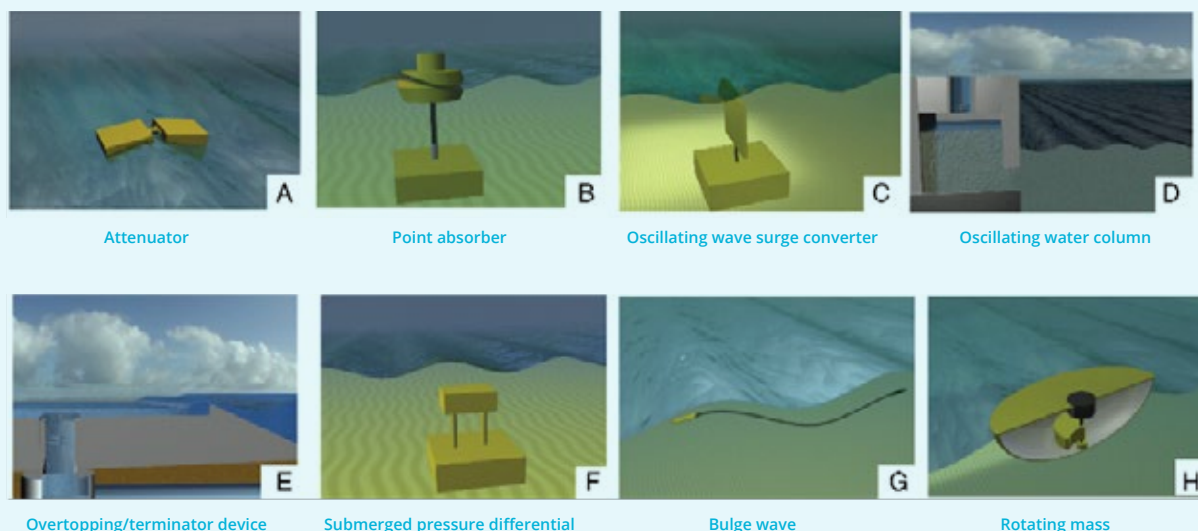 A
B
C
D
Attenuator
Point absorber
Oscillating wave surge converter
Oscillating water column
E
F
G
H
Overtopping/terminator device
Submerged pressure differential
Bulge wave
Rotating mass